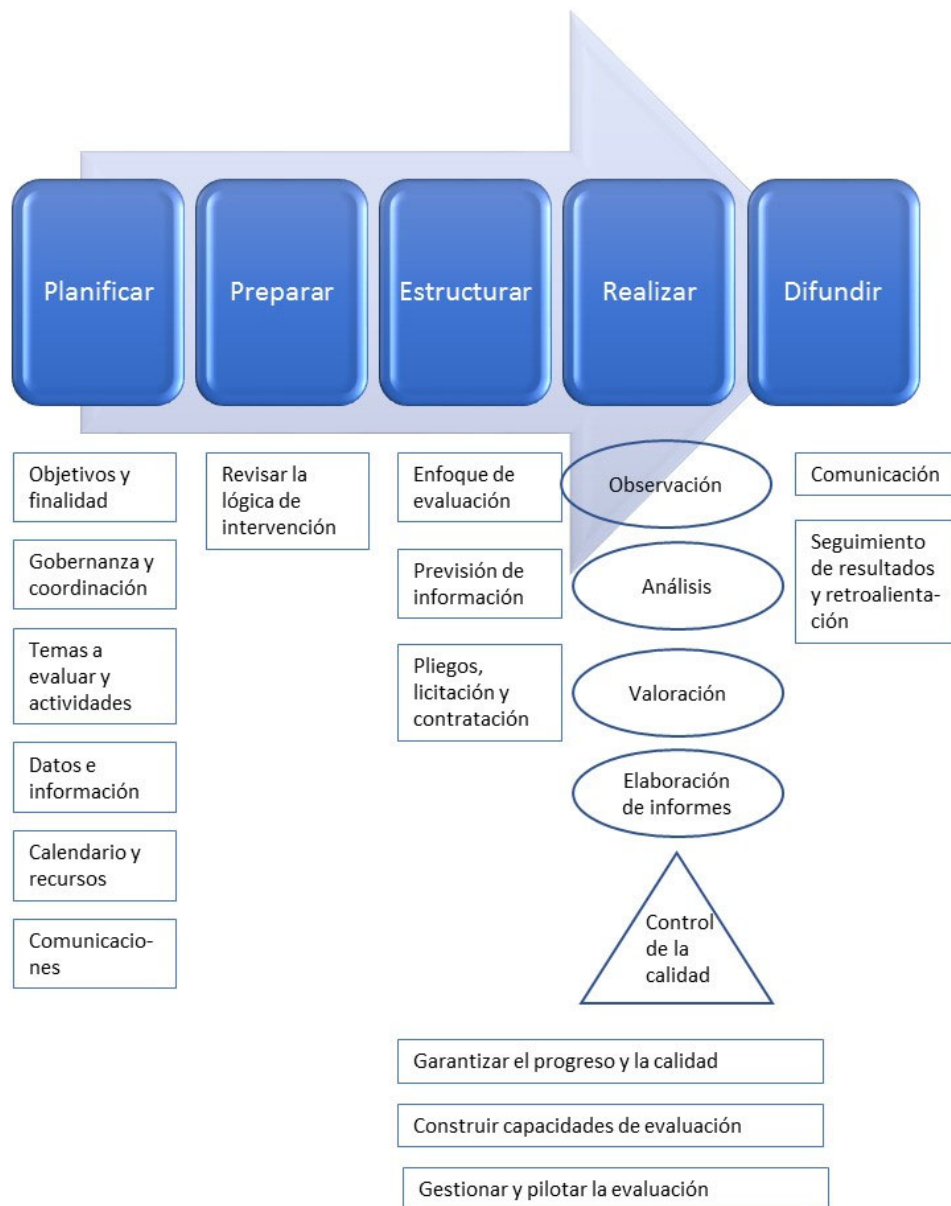 Planificar
Preparar
Estructurar
Realizar
Difundir
Objetivos y
finalidad
Gobernanza y
coordinación
Temas a
evaluar y
actividades
Datos e
información
Calendario y
recursos
Comunicacio-
nes
Revisar la
lógica de
intervención
Enfoque de
evaluación
Previsión de
información
Pliegos,
licitación y
contratación
Observación
Análisis
Valoración
Elaboración
de informes
Control
de la
calidad
Comunicación
Seguimiento
de resultados
y retroalienta-
ción
Garantizar el progreso y la calidad
Construir capacidades de evaluación
Gestionar y pilotar la evaluación